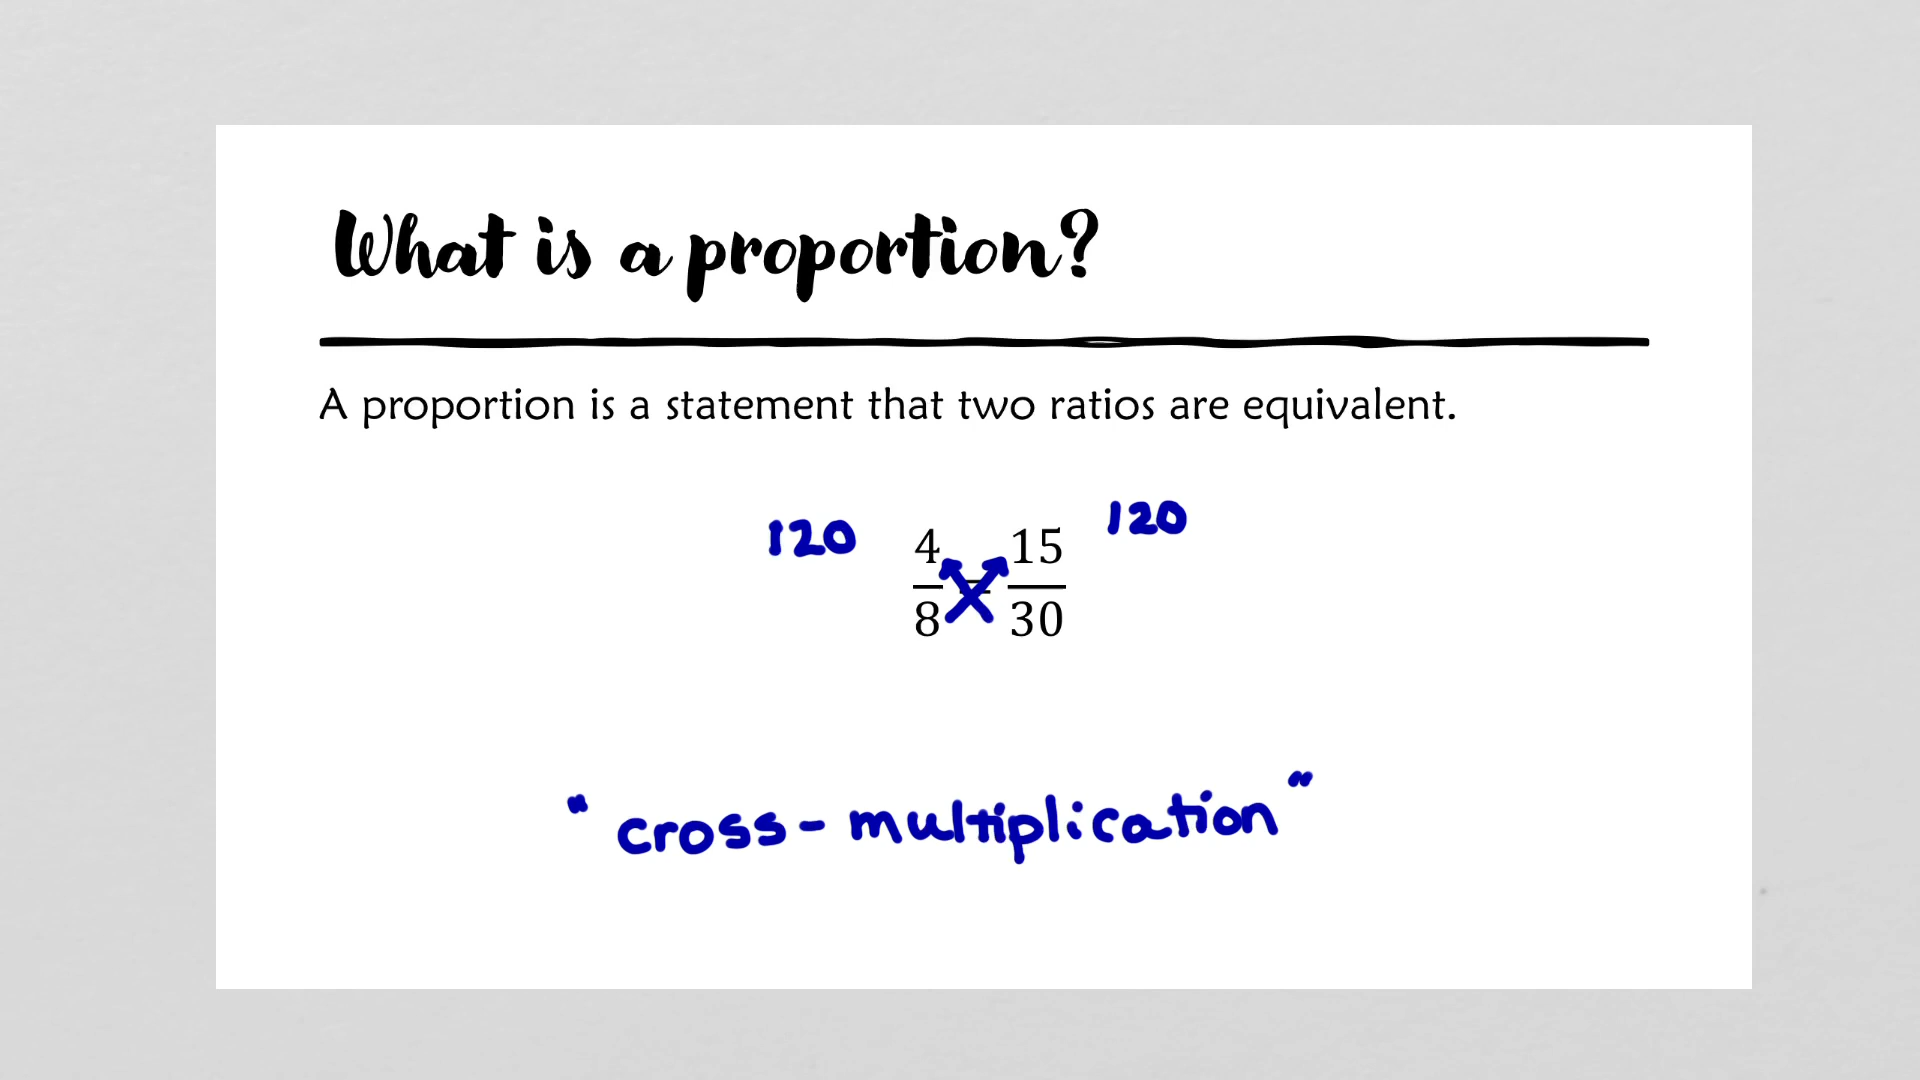 What is a proportion?
A proportion is a statement that two ratios are equivalent.
120 4/8 = 15/30 120
" cross - multiplication "